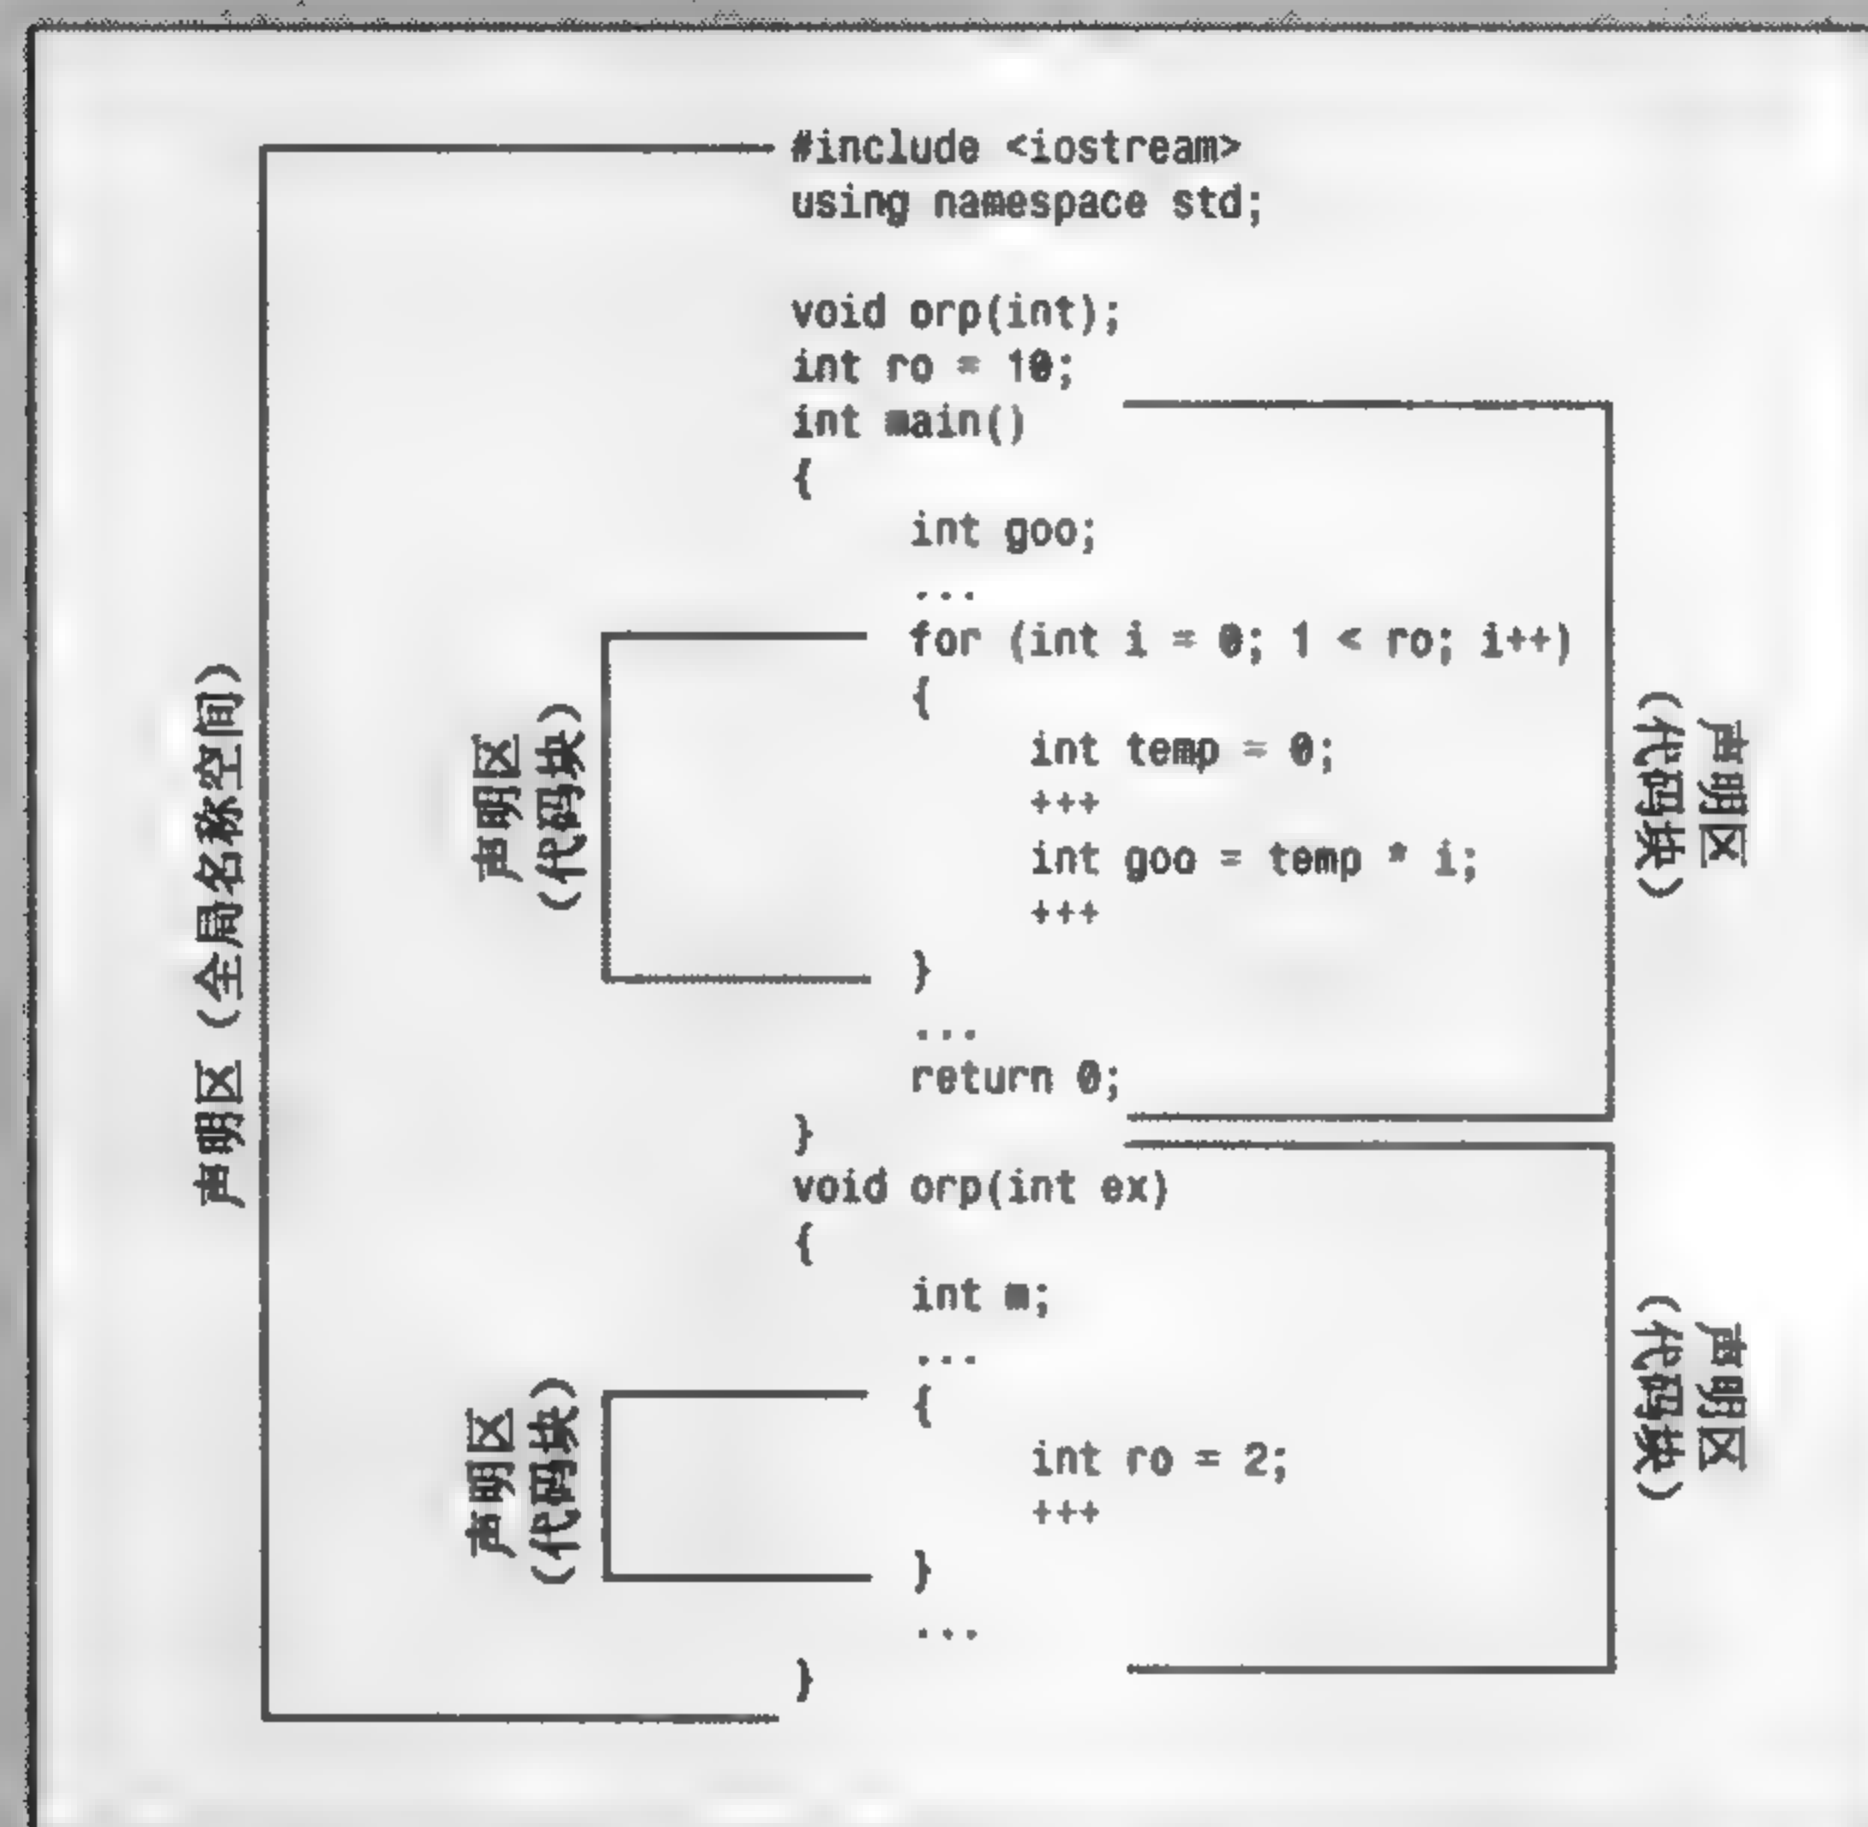 #include <iostream>
using namespace std;
void orp(int);
int ro = 10;
int main()
{
int goo;
...
for (int i = 0; 1 < ro; i++)
{
int temp = 0;
+++
int goo = temp * i;
+++
}
...
return 0;
}
void orp(int ex)
{
int m;
...
{
int ro = 2;
+++
}
...
}
声明区（全局名称空间）
声明区
（代码块）
声明区
（代码块）
声明区
（代码块）
声明区
（代码块）